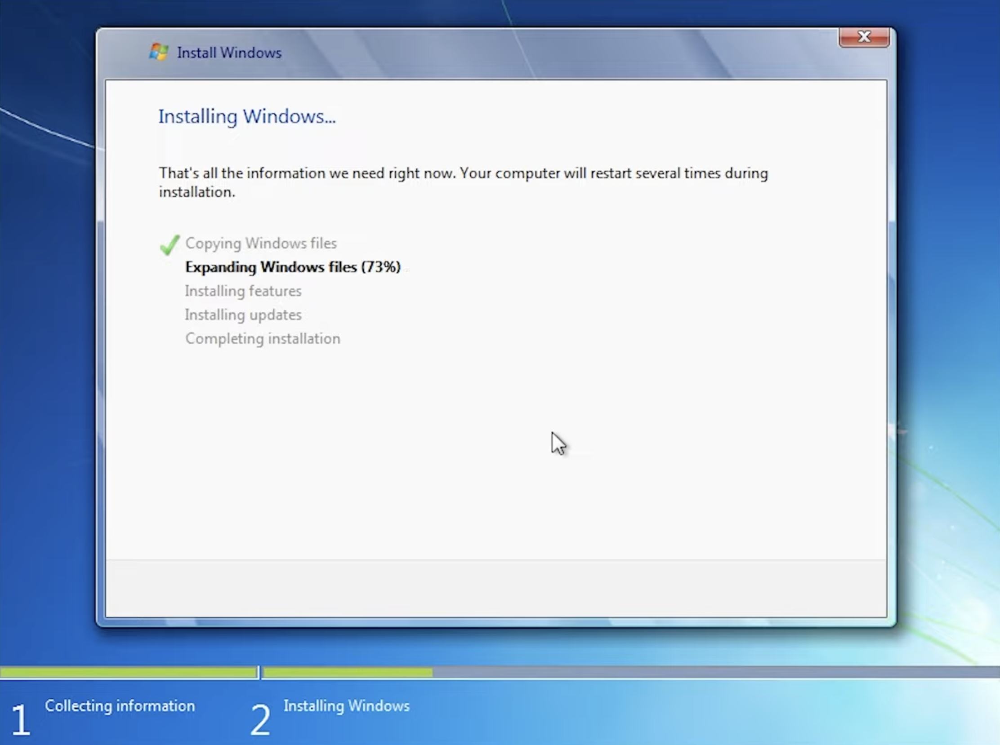 Install Windows
Installing Windows...
That's all the information we need right now. Your computer will restart several times during
installation.
Copying Windows files
Expanding Windows files (73%)
Installing features
Installing updates
Completing installation
1 Collecting information
2 Installing Windows